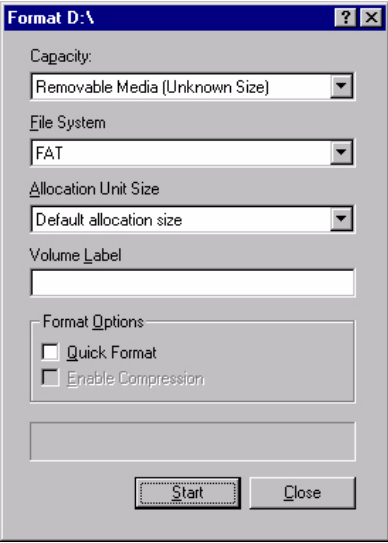 Format D:\
Capacity:
Removable Media (Unknown Size)
File System
FAT
Allocation Unit Size
Default allocation size
Volume Label
Format Options
Quick Format
Enable Compression
Start
Close